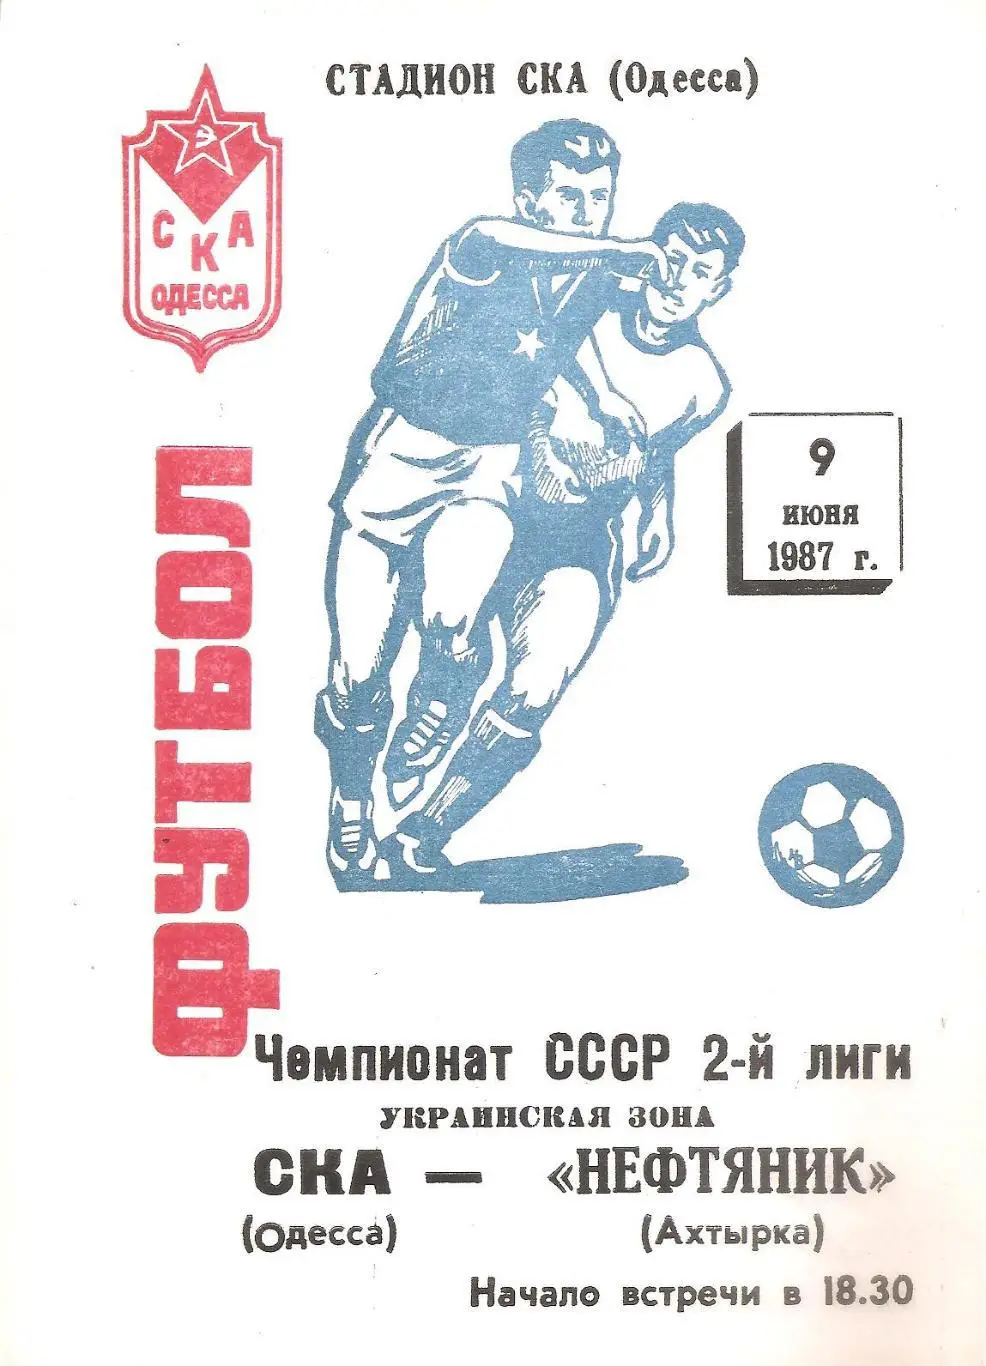 СТАДИОН СКА (Одесса)
СКА
ОДЕССА
ФУТБОЛ
9
июня
1987 г.
Чемпионат СССР 2-й лиги
УКРАИНСКАЯ ЗОНА
СКА — «НЕФТЯНИК»
(Одесса) (Ахтырка)
Начало встречи в 18.30